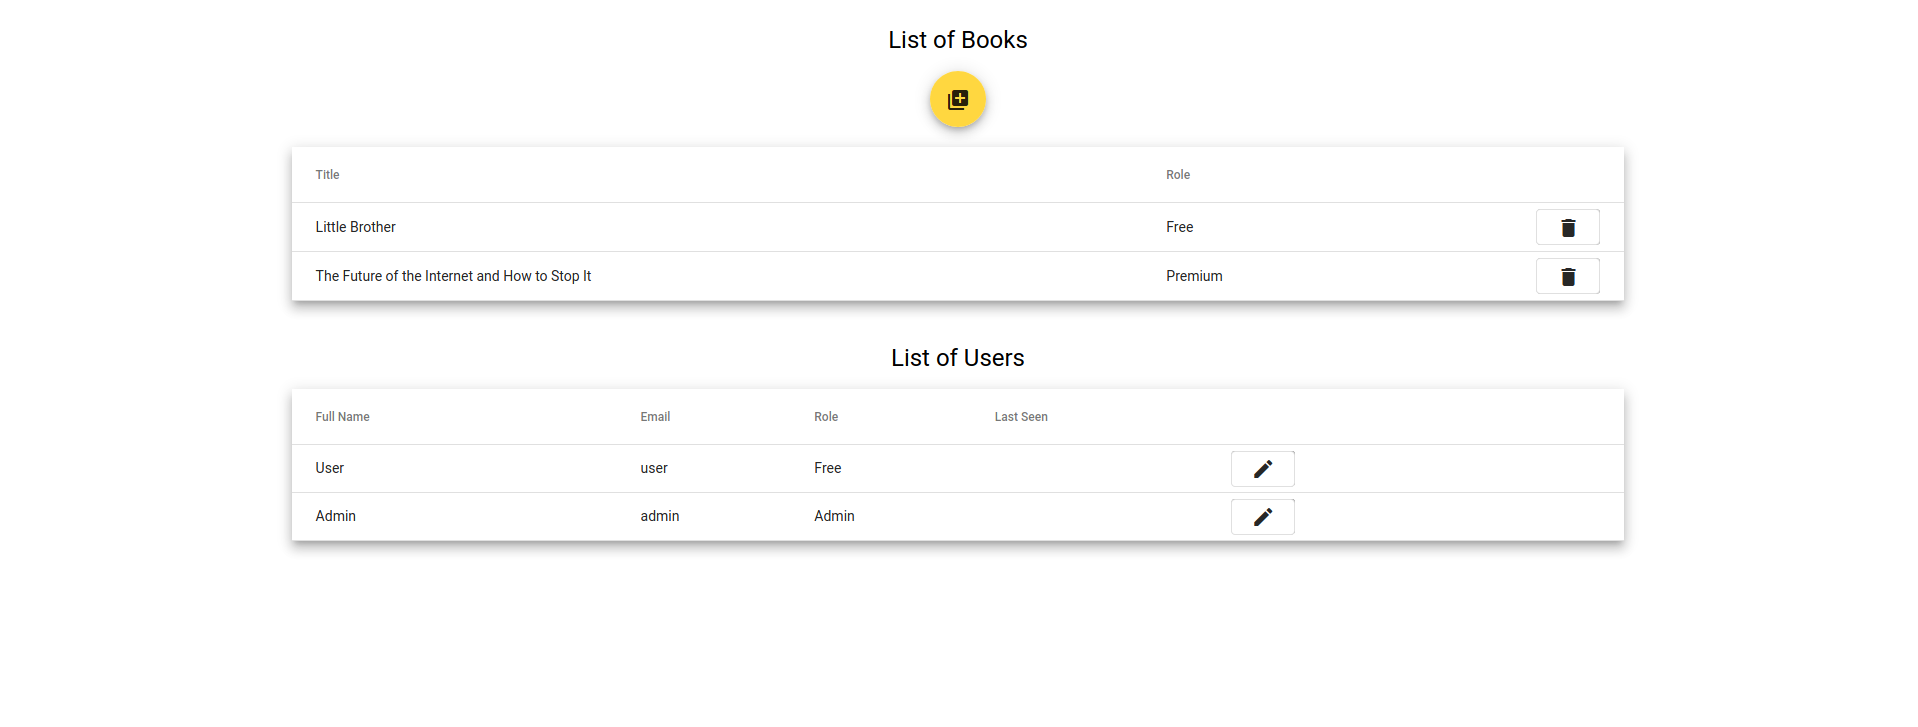 List of Books
Title Role
Little Brother Free
The Future of the Internet and How to Stop It Premium
List of Users
Full Name Email Role Last Seen
User user Free
Admin admin Admin